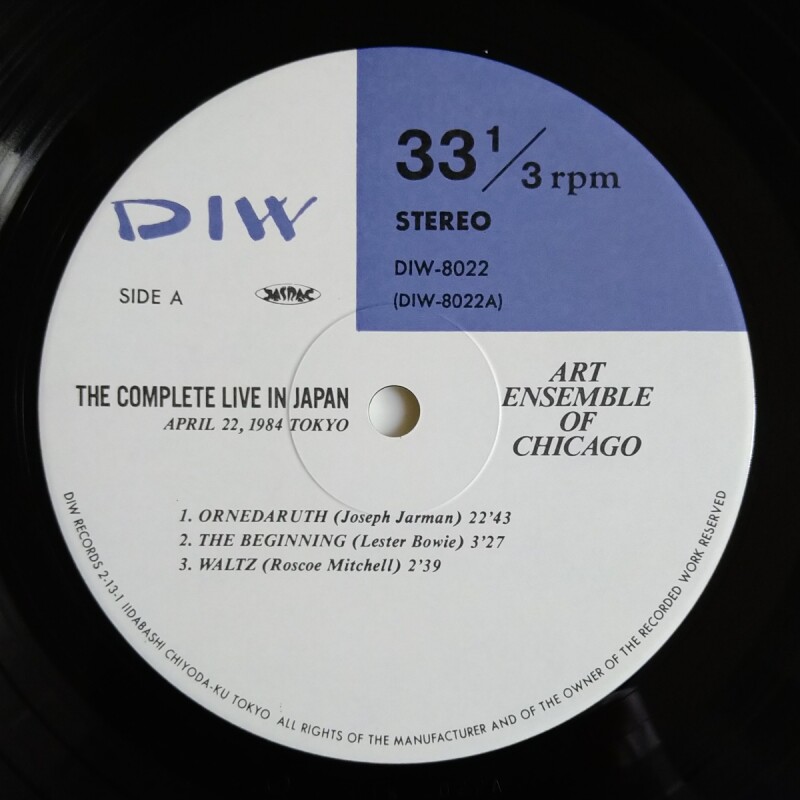 DIW
SIDE A
JASRAC
33 1/3 rpm
STEREO
DIW-8022
(DIW-8022A)
THE COMPLETE LIVE IN JAPAN
APRIL 22, 1984 TOKYO
ART
ENSEMBLE
OF
CHICAGO
1. ORNEDARUTH (Joseph Jarman) 22'43
2. THE BEGINNING (Lester Bowie) 3'27
3. WALTZ (Roscoe Mitchell) 2'39
DIW RECORDS 2-13-1 IIDABASHI CHIYODA-KU TOKYO ALL RIGHTS OF THE MANUFACTURER AND OF THE OWNER OF THE RECORDED WORK RESERVED